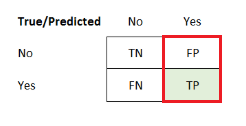 True/Predicted No Yes
No TN FP
Yes FN TP